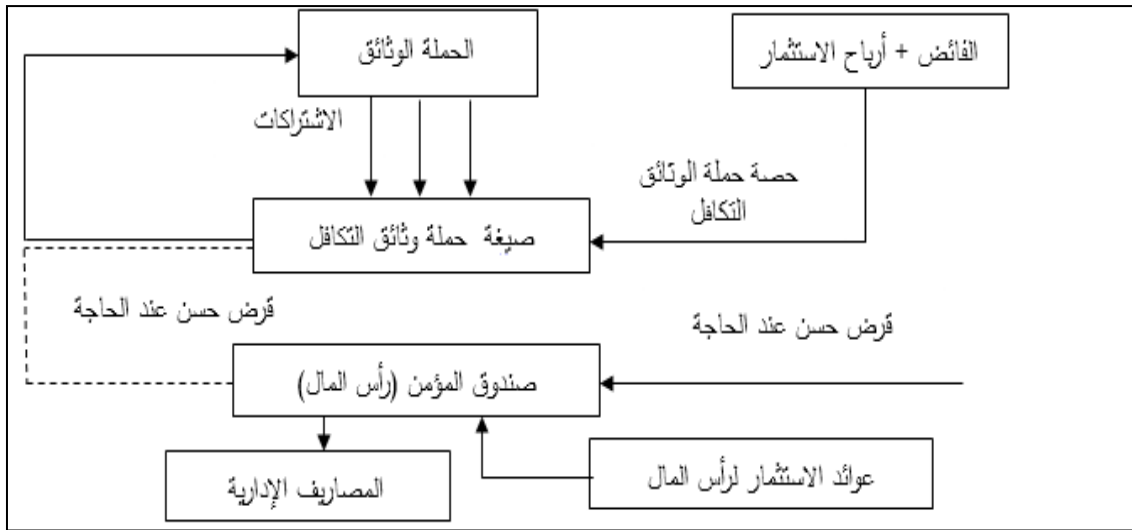 الحملة الوثائق
الفائض + أرباح الاستثمار
الاشتراكات
حصة حملة الوثائق
التكافل
صيغة حملة وثائق التكافل
قرض حسن عند الحاجة
قرض حسن عند الحاجة
صندوق المؤمن (رأس المال)
عوائد الاستثمار لرأس المال
المصاريف الإدارية